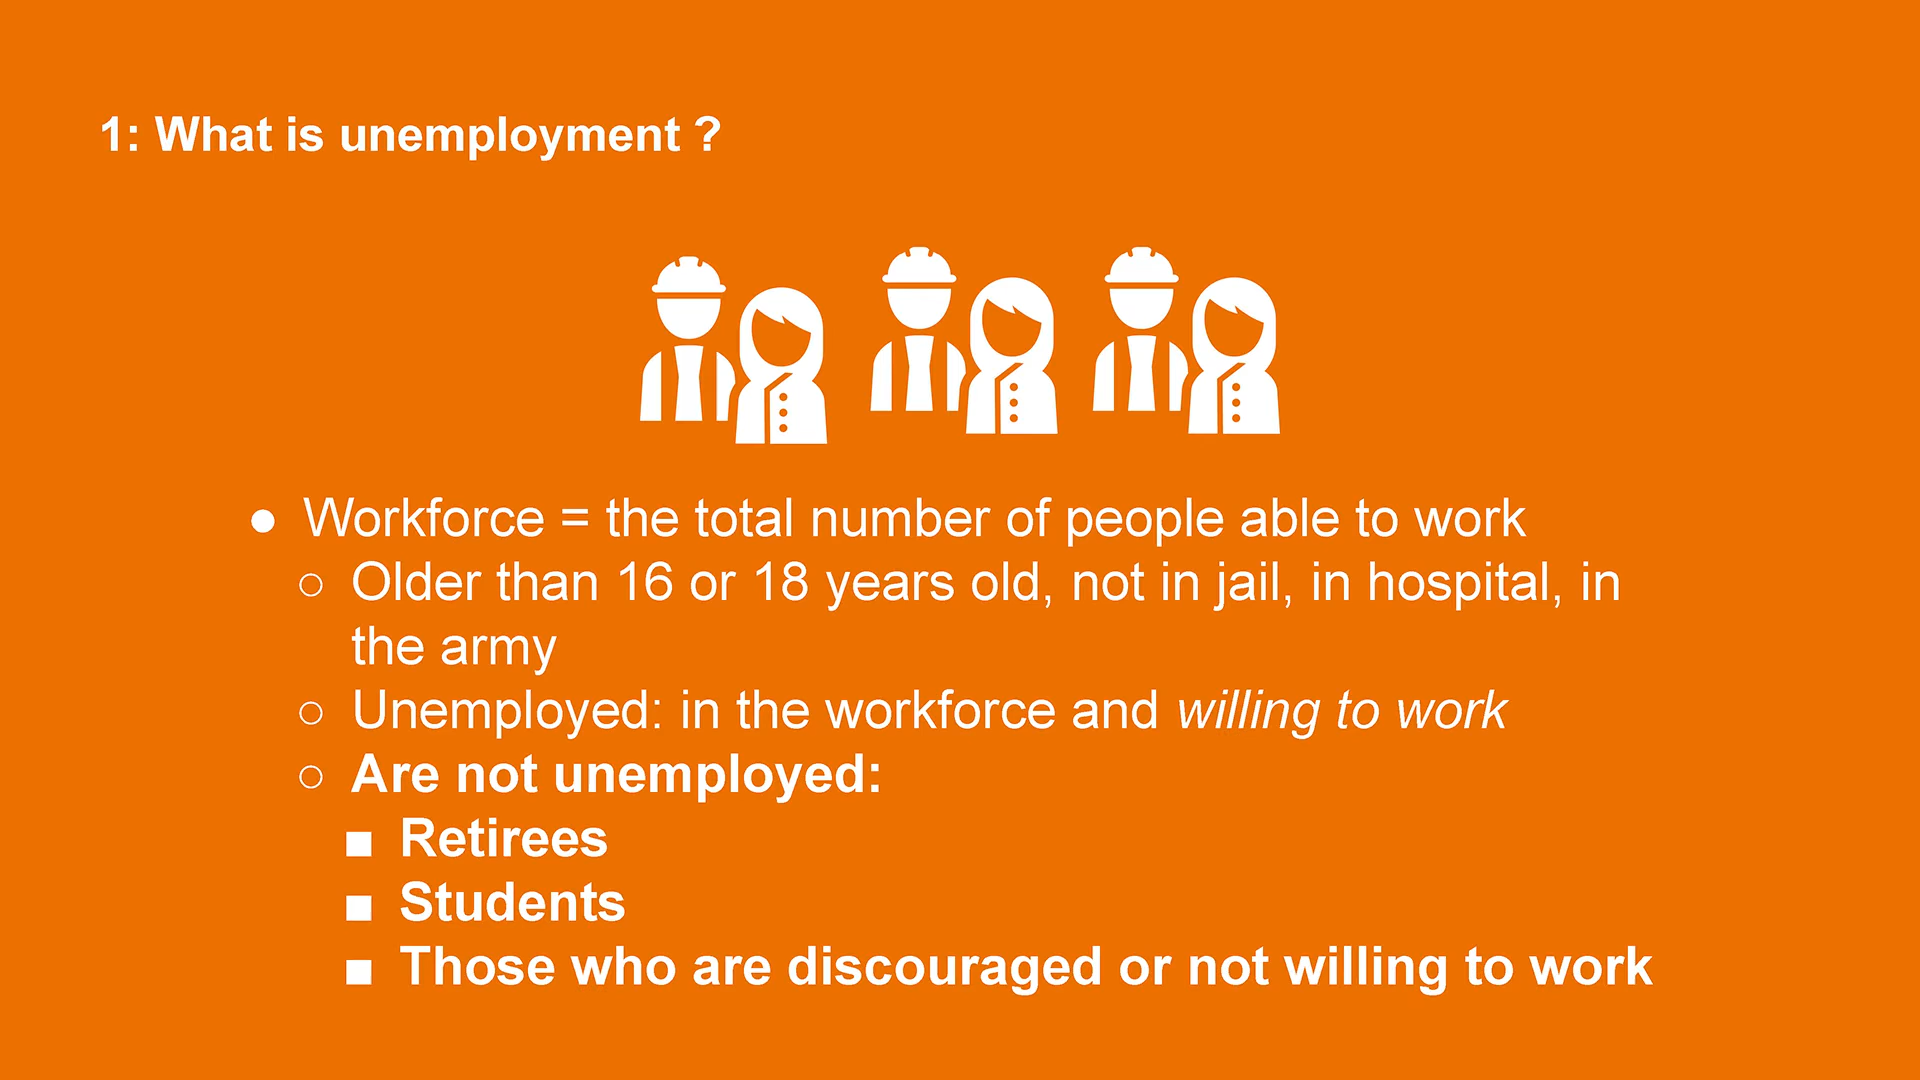 1: What is unemployment ?
● Workforce = the total number of people able to work
○ Older than 16 or 18 years old, not in jail, in hospital, in
the army
○ Unemployed: in the workforce and willing to work
○ Are not unemployed:
■ Retirees
■ Students
■ Those who are discouraged or not willing to work